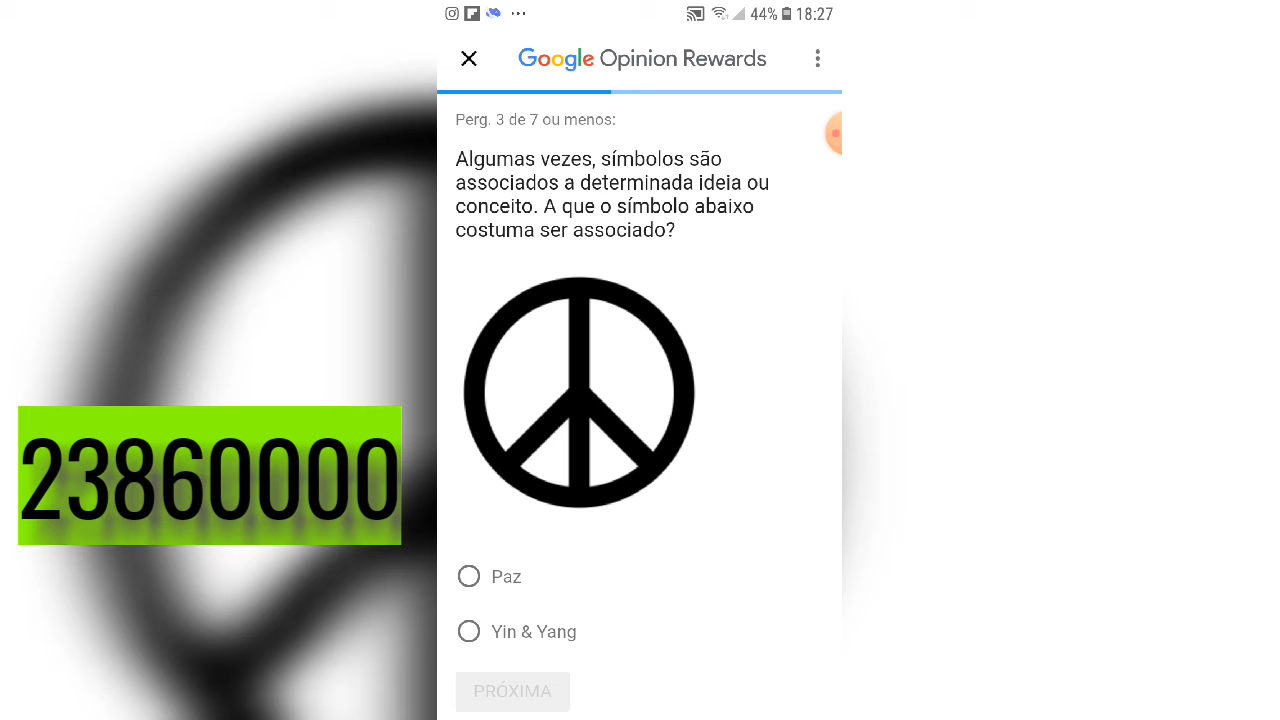 44% 18:27
Google Opinion Rewards
Perg. 3 de 7 ou menos:
Algumas vezes, símbolos são
associados a determinada ideia ou
conceito. A que o símbolo abaixo
costuma ser associado?
23860000
Paz
Yin & Yang
PRÓXIMA